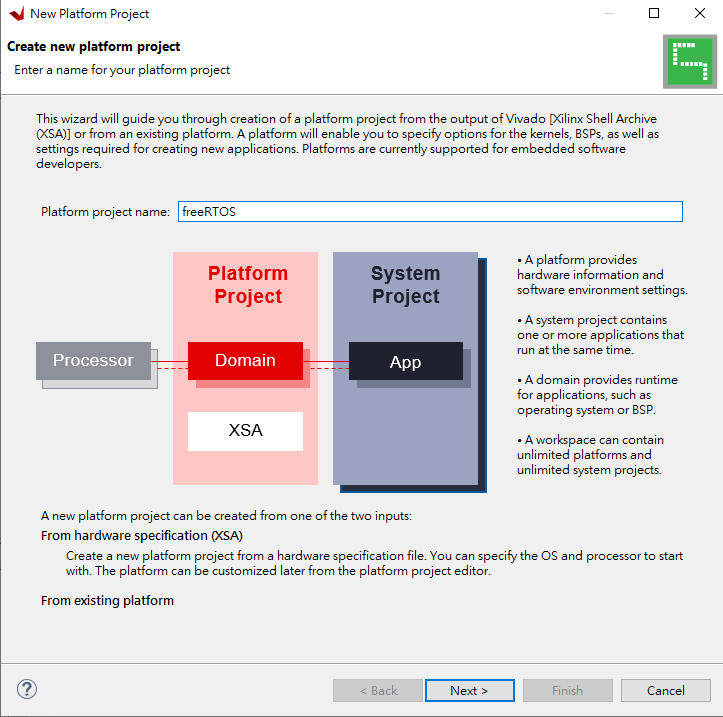 New Platform Project
Create new platform project
Enter a name for your platform project
This wizard will guide you through creation of a platform project from the output of Vivado [Xilinx Shell Archive
(XSA)] or from an existing platform. A platform will enable you to specify options for the kernels, BSPs, as well as
settings required for creating new applications. Platforms are currently supported for embedded software
developers.
Platform project name: freeRTOS
Platform
Project
System
Project
Processor
Domain
App
XSA
• A platform provides
hardware information and
software environment settings.
• A system project contains
one or more applications that
run at the same time.
• A domain provides runtime
for applications, such as
operating system or BSP.
• A workspace can contain
unlimited platforms and
unlimited system projects.
A new platform project can be created from one of the two inputs:
From hardware specification (XSA)
Create a new platform project from a hardware specification file. You can specify the OS and processor to start
with. The platform can be customized later from the platform project editor.
From existing platform
?
< Back
Next >
Finish
Cancel